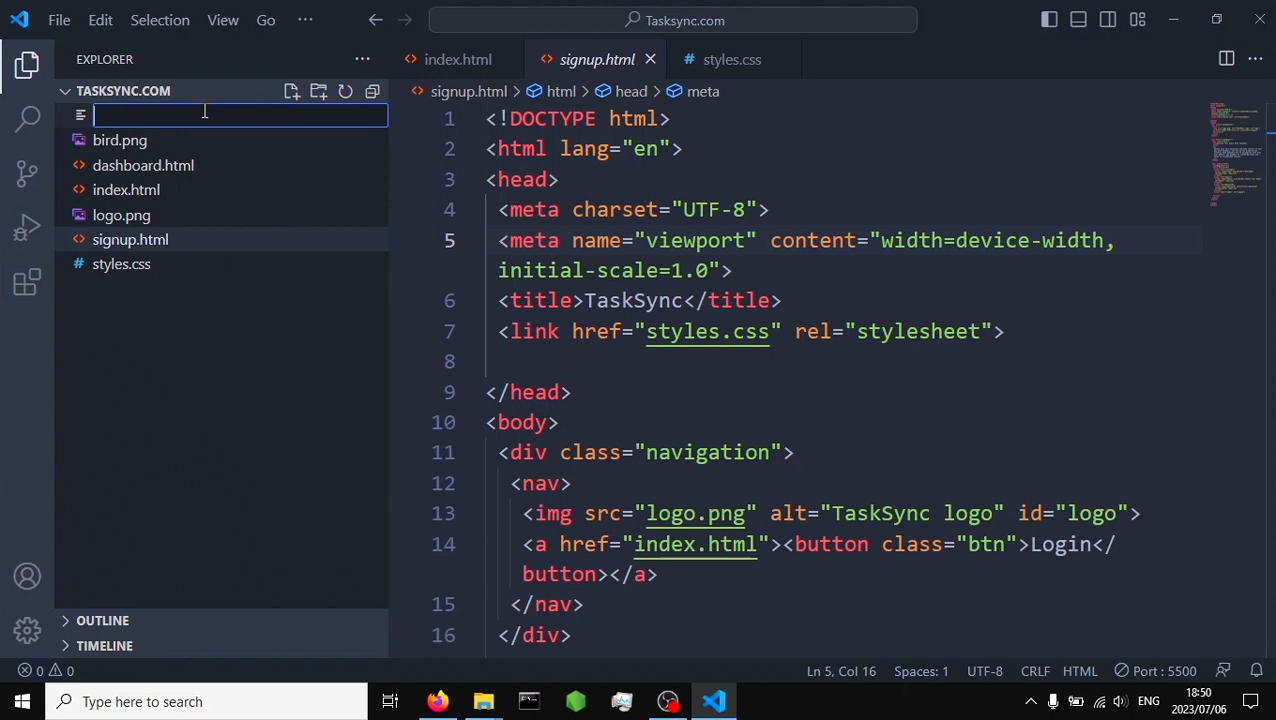 File Edit Selection View Go ··· Tasksync.com
EXPLORER ··· index.html signup.html # styles.css ···
TASKSYNC.COM signup.html > html > head > meta
bird.png
dashboard.html
index.html
logo.png
signup.html
# styles.css
1 <!DOCTYPE html>
2 <html lang="en">
3 <head>
4 <meta charset="UTF-8">
5 <meta name="viewport" content="width=device-width,
initial-scale=1.0">
6 <title>TaskSync</title>
7 <link href="styles.css" rel="stylesheet">
8
9 </head>
10 <body>
11 <div class="navigation">
12 <nav>
13 <img src="logo.png" alt="TaskSync logo" id="logo">
14 <a href="index.html"><button class="btn">Login</
button></a>
15 </nav>
16 </div>
OUTLINE
TIMELINE
0 0 Ln 5, Col 16 Spaces: 1 UTF-8 CRLF HTML Port : 5500
Type here to search ENG 18:50
2023/07/06